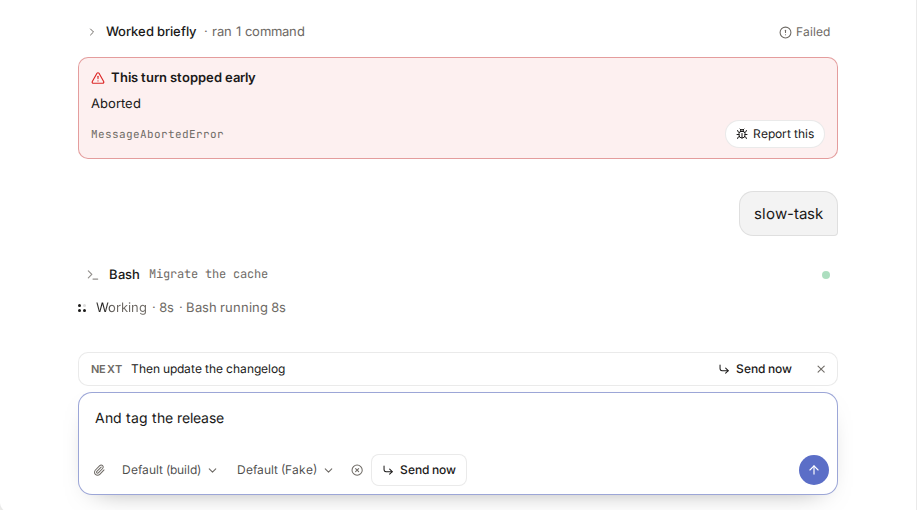 Worked briefly · ran 1 command Failed
This turn stopped early
Aborted
MessageAbortedError Report this
slow-task
Bash Migrate the cache
Working · 8s · Bash running 8s
NEXT Then update the changelog Send now
And tag the release
Default (build) Default (Fake) Send now